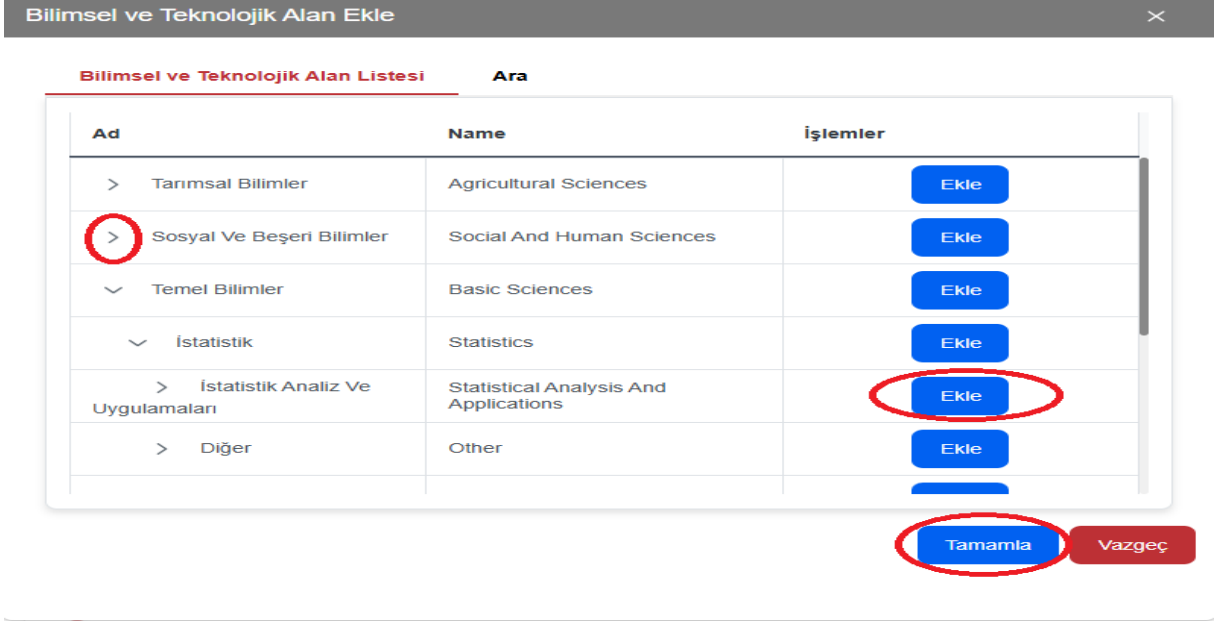 Bilimsel ve Teknolojik Alan Ekle
Bilimsel ve Teknolojik Alan Listesi Ara
Ad Name İşlemler
Tarımsal Bilimler Agricultural Sciences Ekle
Sosyal Ve Beşeri Bilimler Social And Human Sciences Ekle
Temel Bilimler Basic Sciences Ekle
İstatistik Statistics Ekle
İstatistik Analiz Ve
Uygulamaları
Statistical Analysis And
Applications
Ekle
Diğer Other Ekle
Tamamla Vazgeç